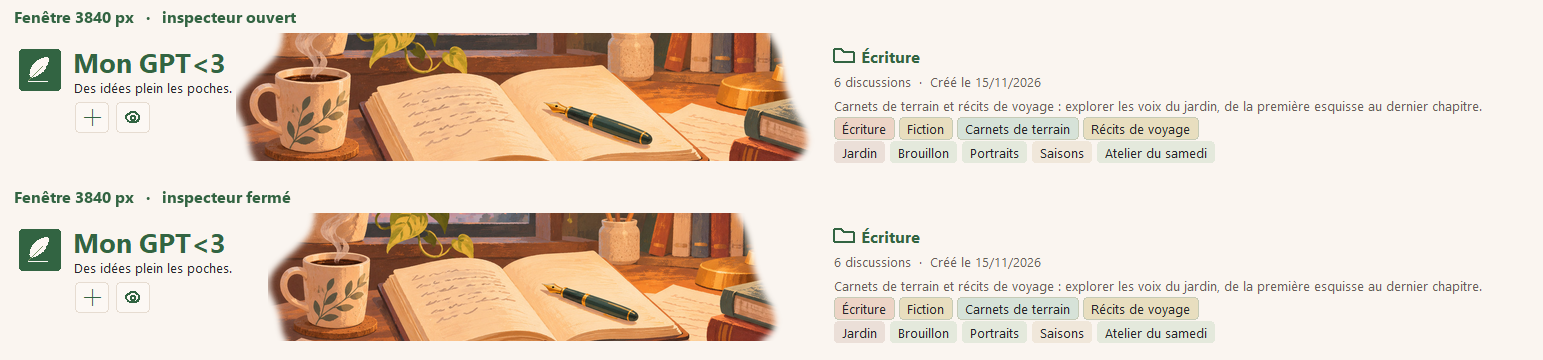 Fenêtre 3840 px · inspecteur ouvert
Mon GPT<3
Des idées plein les poches.
Écriture
6 discussions · Créé le 15/11/2026
Carnets de terrain et récits de voyage : explorer les voix du jardin, de la première esquisse au dernier chapitre.
Écriture Fiction Carnets de terrain Récits de voyage
Jardin Brouillon Portraits Saisons Atelier du samedi
Fenêtre 3840 px · inspecteur fermé
Mon GPT<3
Des idées plein les poches.
Écriture
6 discussions · Créé le 15/11/2026
Carnets de terrain et récits de voyage : explorer les voix du jardin, de la première esquisse au dernier chapitre.
Écriture Fiction Carnets de terrain Récits de voyage
Jardin Brouillon Portraits Saisons Atelier du samedi